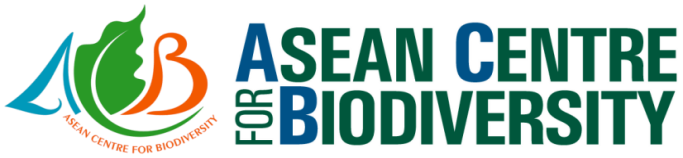 ACB
ASEAN CENTRE FOR BIODIVERSITY
ASEAN CENTRE
FOR BIODIVERSITY